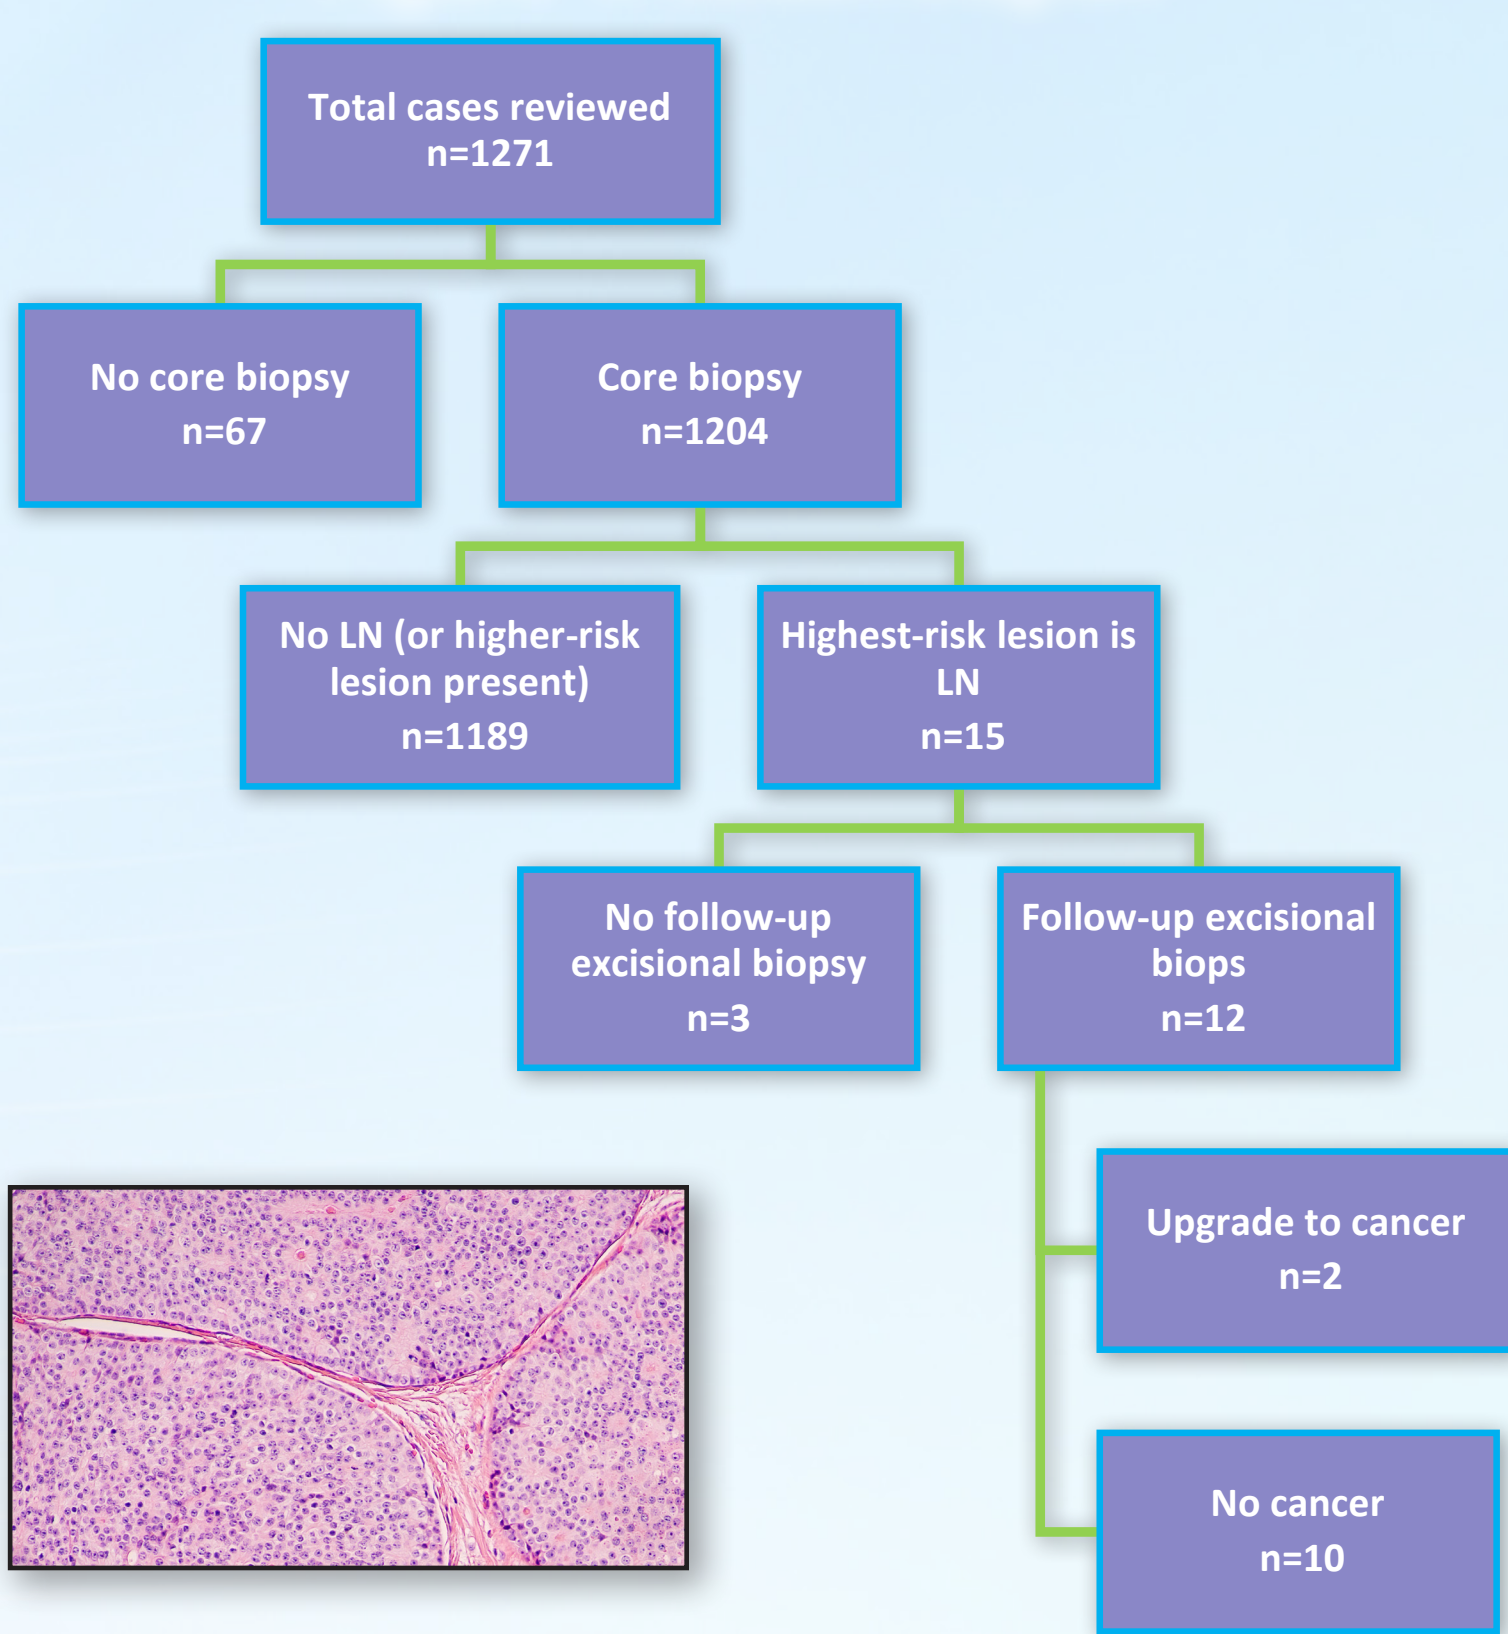 Total cases reviewed
n=1271
No core biopsy
n=67
Core biopsy
n=1204
No LN (or higher-risk
lesion present)
n=1189
Highest-risk lesion is
LN
n=15
No follow-up
excisional biopsy
n=3
Follow-up excisional
biops
n=12
Upgrade to cancer
n=2
No cancer
n=10